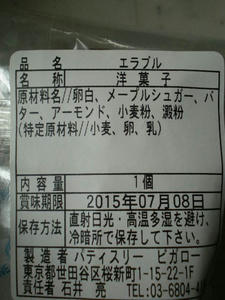 品名 エラブル
名称 洋菓子
原材料名//卵白、メープルシュガー、バ
ター、アーモンド、小麦粉、澱粉
(特定原材料//小麦、卵、乳)
内容量 1個
賞味期限 2015年07月08日
保存方法 直射日光・高温多湿を避け、
冷暗所で保存して下さい。
製造者 パティスリー ビガロー
東京都世田谷区桜新町1-15-22-1F
責任者 石井 亮 TEL:03-6804-4